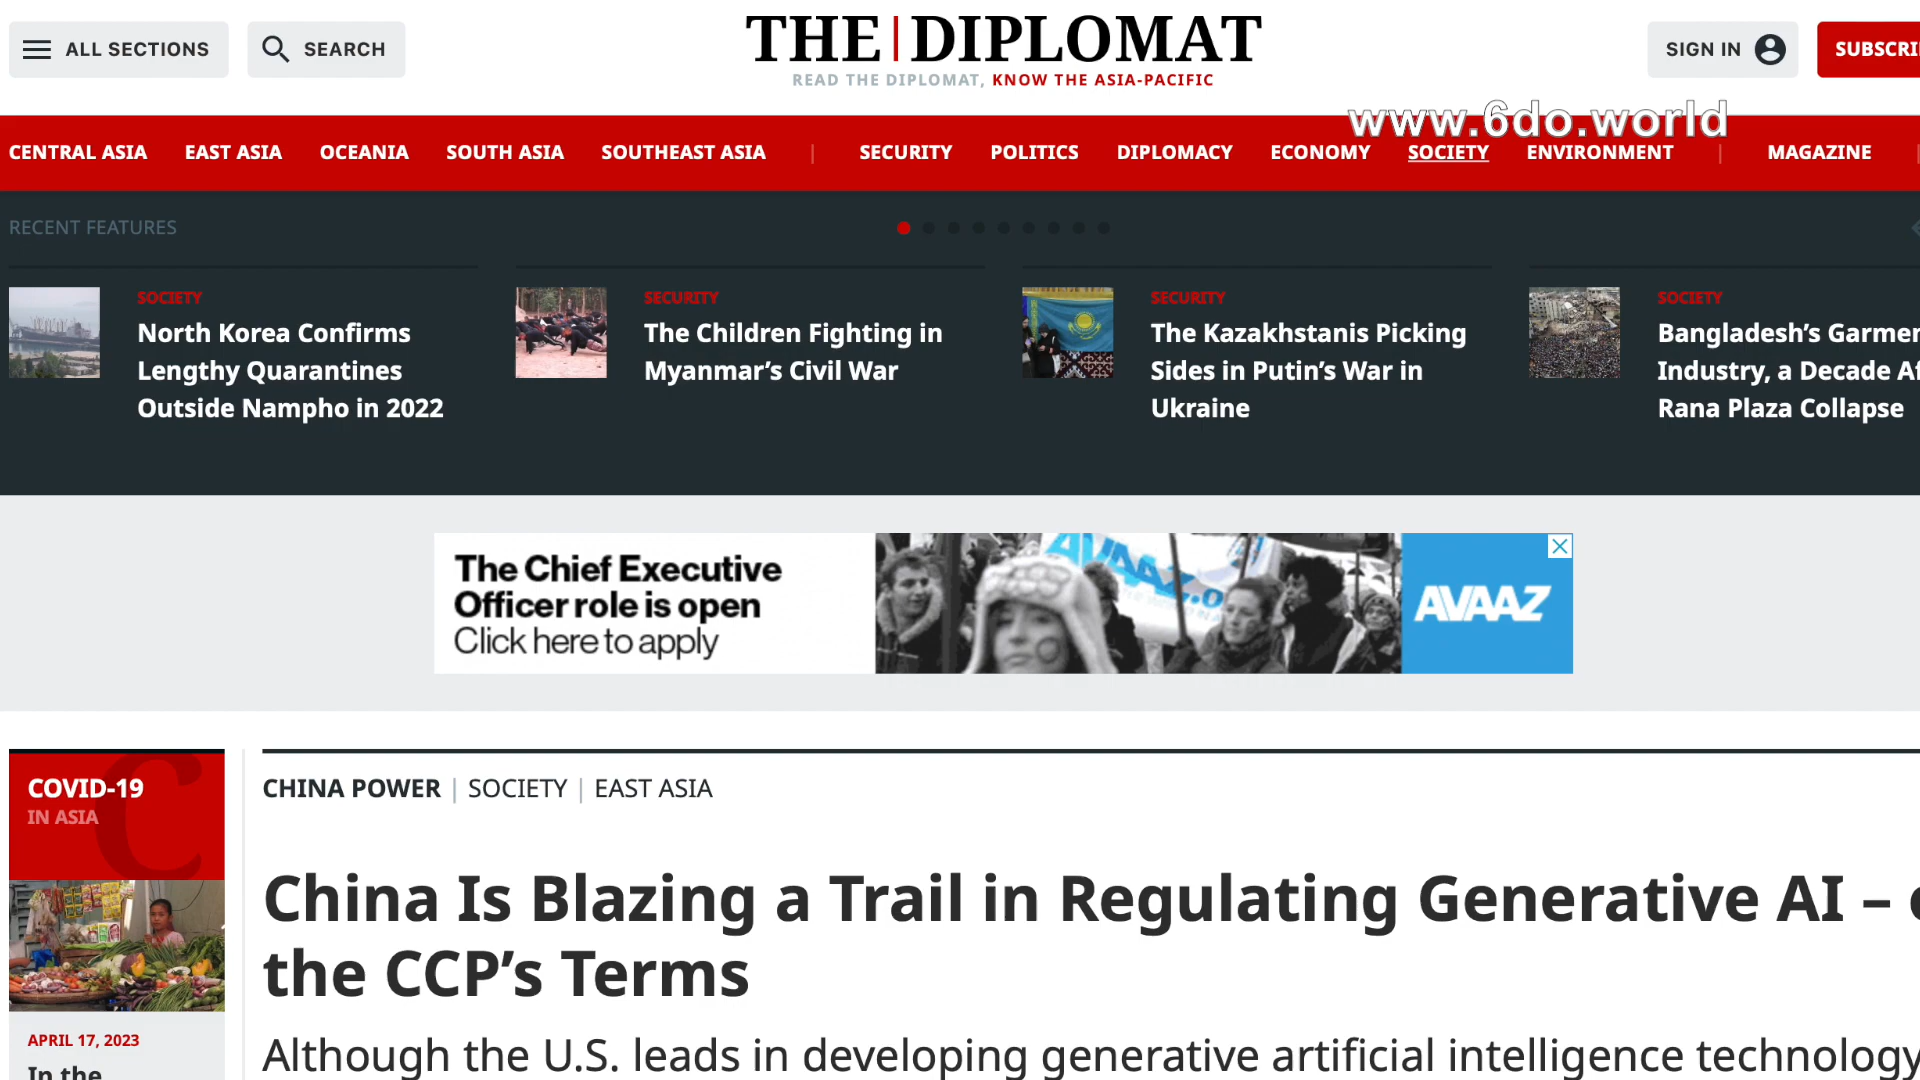 ALL SECTIONS
SEARCH
THE|DIPLOMAT
READ THE DIPLOMAT, KNOW THE ASIA-PACIFIC
SIGN IN
www.6do.world
CENTRAL ASIA EAST ASIA OCEANIA SOUTH ASIA SOUTHEAST ASIA | SECURITY POLITICS DIPLOMACY ECONOMY SOCIETY ENVIRONMENT | MAGAZINE
RECENT FEATURES
SOCIETY
North Korea Confirms
Lengthy Quarantines
Outside Nampho in 2022
SECURITY
The Children Fighting in
Myanmar’s Civil War
SECURITY
The Kazakhstanis Picking
Sides in Putin’s War in
Ukraine
SOCIETY
Bangladesh’s
Industry, a Decade
Rana Plaza Collapse
The Chief Executive
Officer role is open
Click here to apply
AVAAZ
COVID-19
IN ASIA
APRIL 17, 2023
In the
CHINA POWER | SOCIETY | EAST ASIA
China Is Blazing a Trail in Regulating Generative AI –
the CCP’s Terms
Although the U.S. leads in developing generative artificial intelligence technology